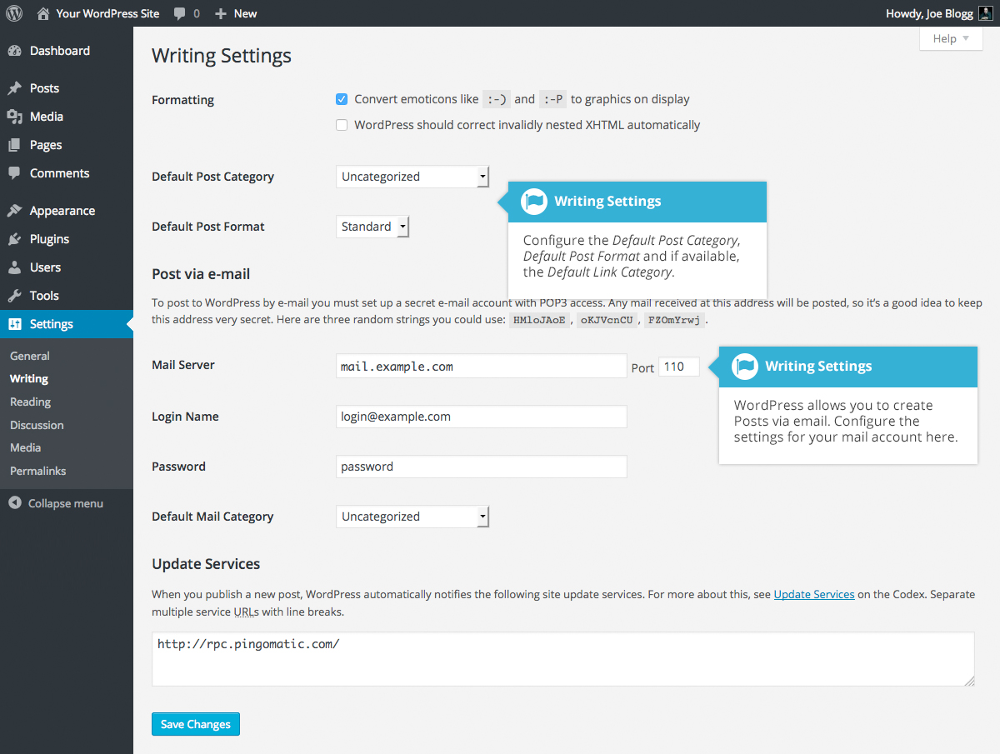 Your WordPress Site 0 New Howdy, Joe Blogg
Help
Dashboard
Posts
Media
Pages
Comments
Appearance
Plugins
Users
Tools
Settings
General
Writing
Reading
Discussion
Media
Permalinks
Collapse menu
Writing Settings
Formatting
Convert emoticons like :-) and :-P to graphics on display
WordPress should correct invalidly nested XHTML automatically
Default Post Category Uncategorized
Default Post Format Standard
Writing Settings
Configure the Default Post Category,
Default Post Format and if available,
the Default Link Category.
Post via e-mail
To post to WordPress by e-mail you must set up a secret e-mail account with POP3 access. Any mail received at this address will be posted, so it's a good idea to keep
this address very secret. Here are three random strings you could use: HMloJAoE , oKJVcnCU , FZOmYrwj .
Mail Server mail.example.com Port 110
Writing Settings
WordPress allows you to create
Posts via email. Configure the
settings for your mail account here.
Login Name login@example.com
Password password
Default Mail Category Uncategorized
Update Services
When you publish a new post, WordPress automatically notifies the following site update services. For more about this, see Update Services on the Codex. Separate
multiple service URLs with line breaks.
http://rpc.pingomatic.com/
Save Changes